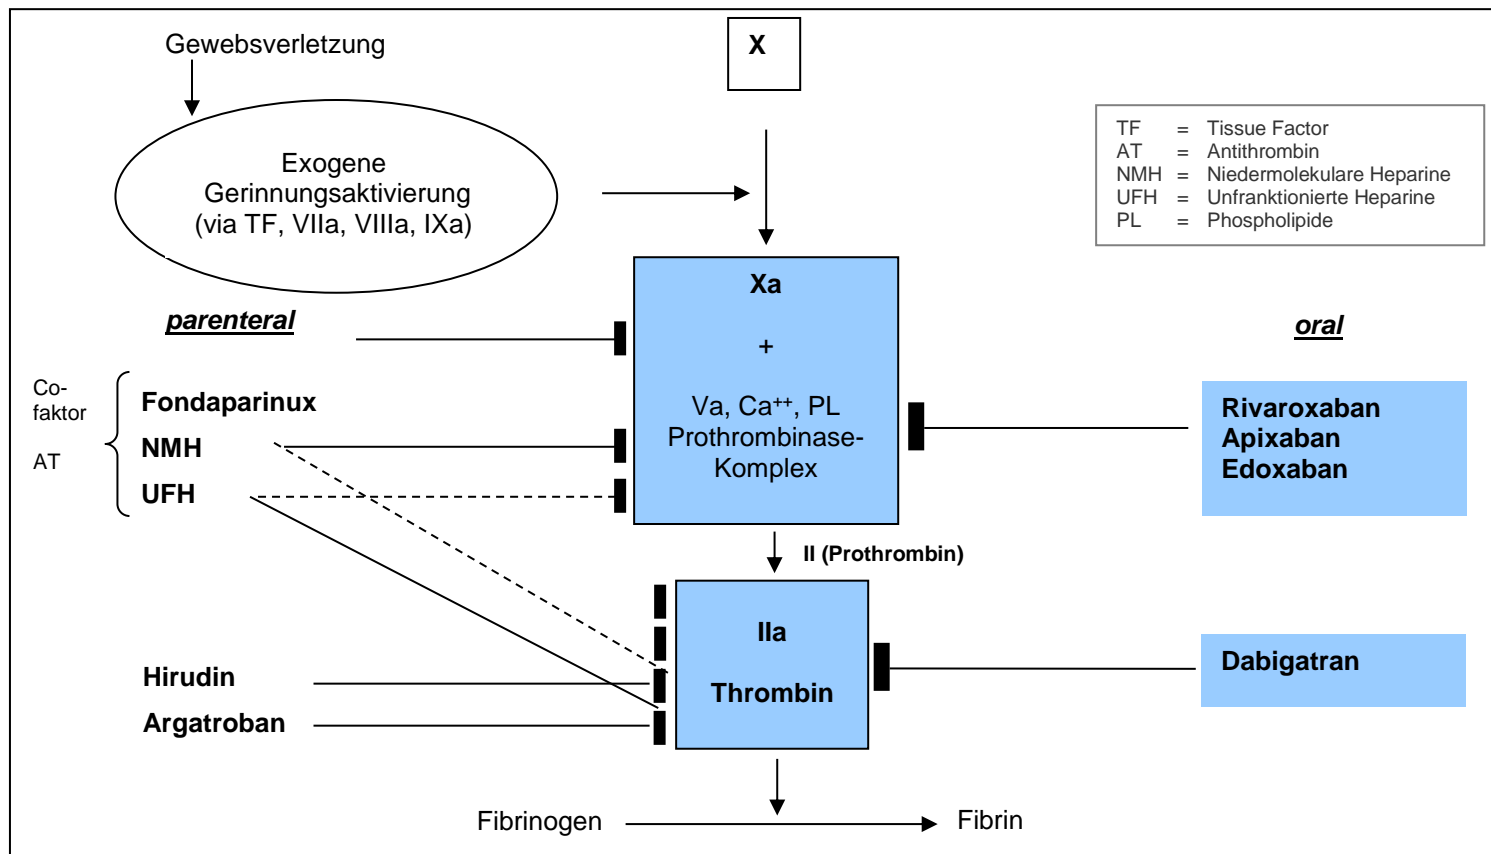 Gewebsverletzung
X
Exogene
Gerinnungsaktivierung
(via TF, VIIa, VIIIa, IXa)
TF = Tissue Factor
AT = Antithrombin
NMH = Niedermolekulare Heparine
UFH = Unfranktionierte Heparine
PL = Phospholipide
Xa
+
Va, Ca⁺⁺, PL
Prothrombinase-
Komplex
parenteral
Co-
faktor
AT
Fondaparinux
NMH
UFH
oral
Rivaroxaban
Apixaban
Edoxaban
II (Prothrombin)
IIa
Thrombin
Hirudin
Argatroban
Dabigatran
Fibrinogen
Fibrin